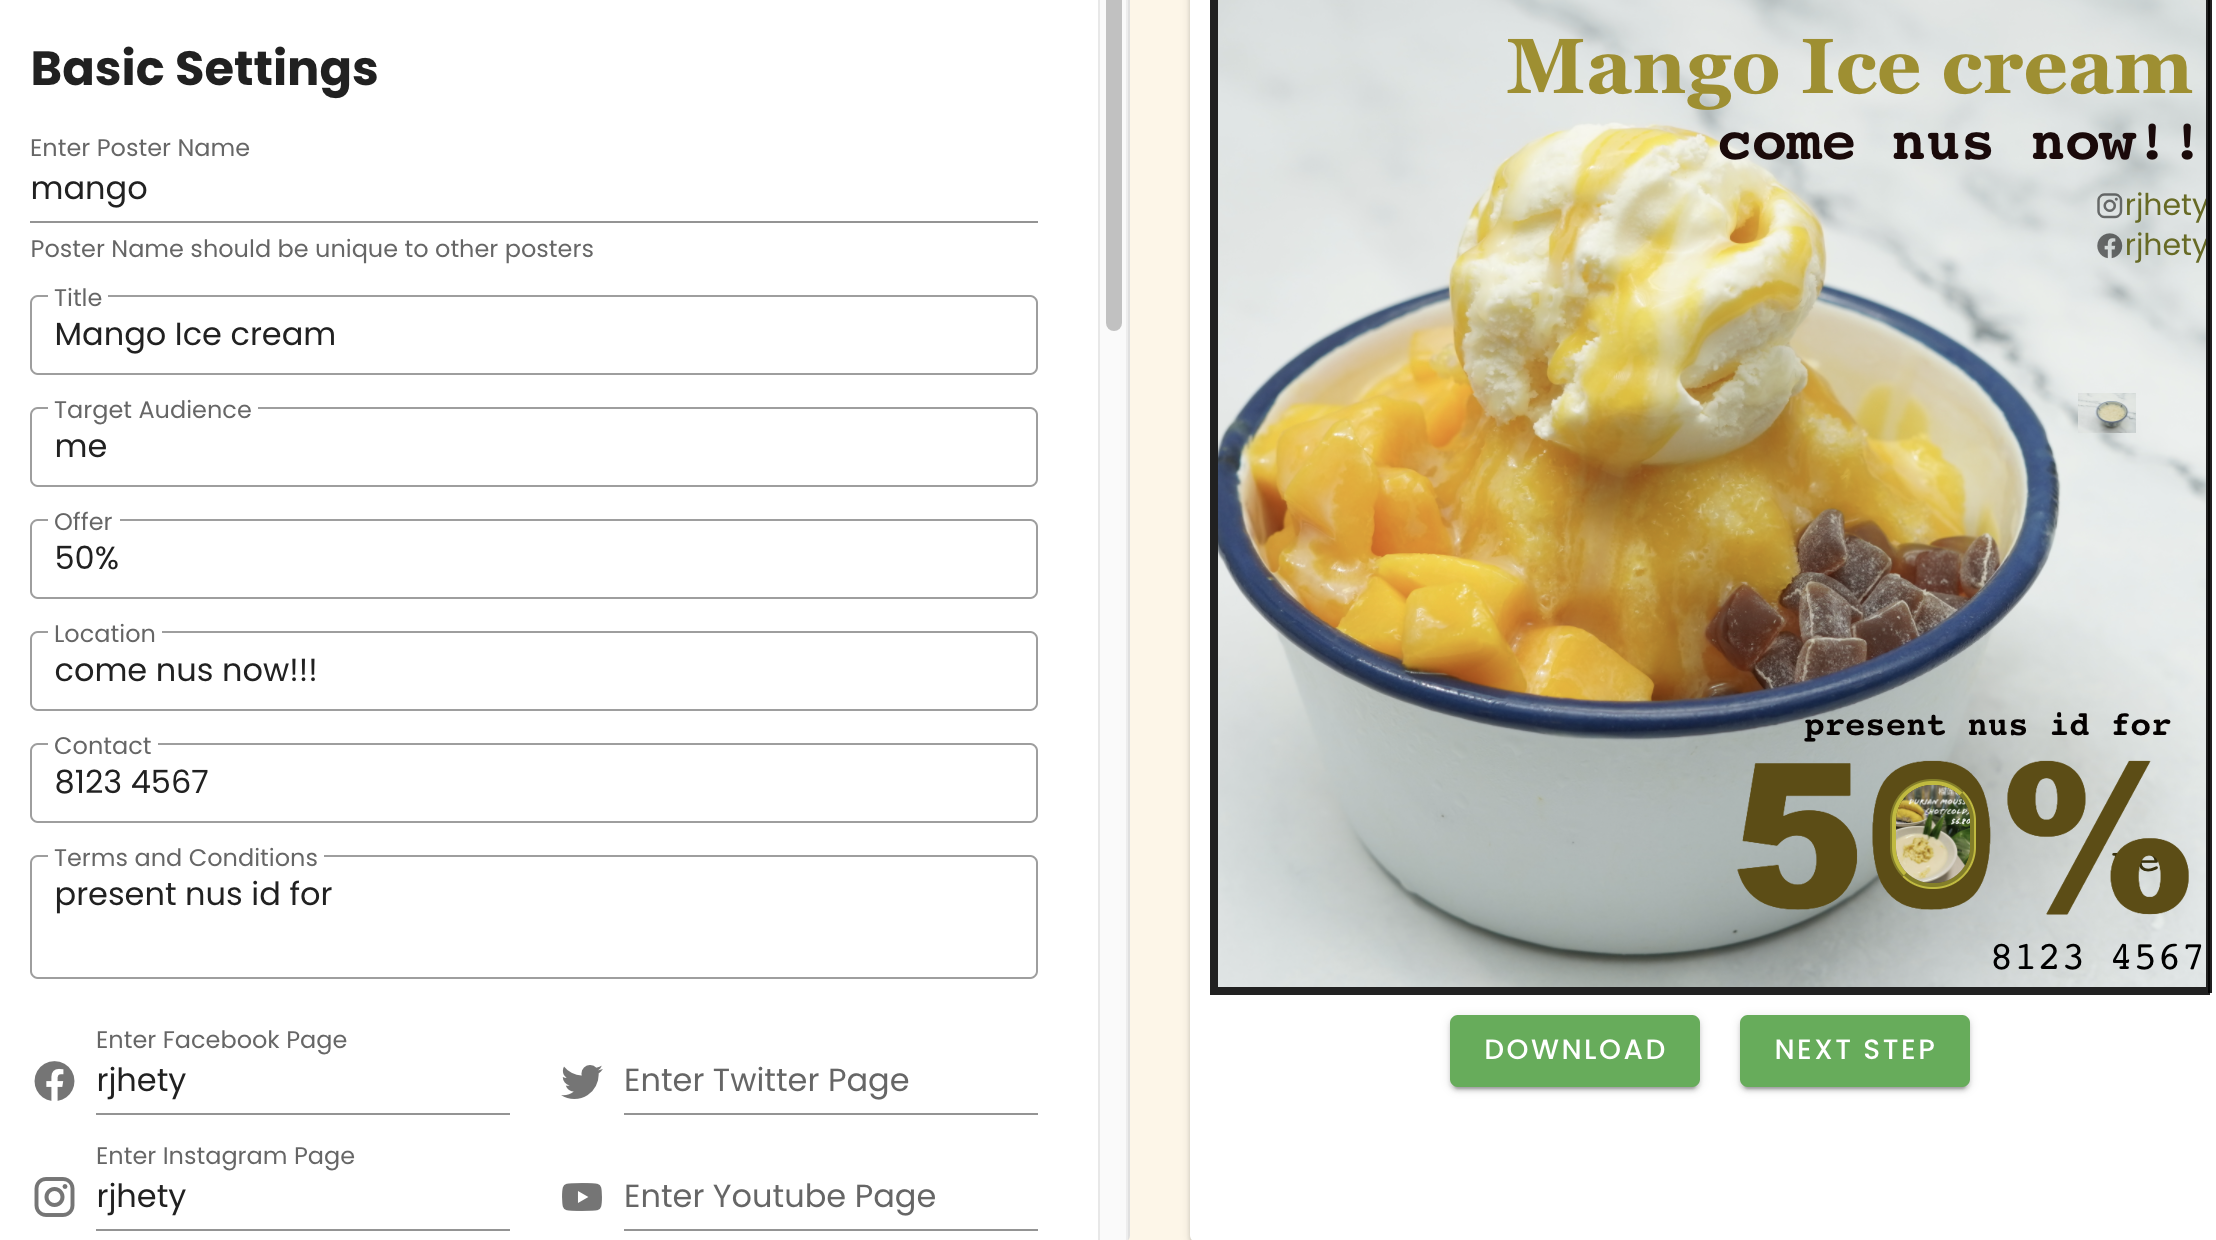 Basic Settings
Enter Poster Name
mango
Poster Name should be unique to other posters
Title
Mango Ice cream
Target Audience
me
Offer
50%
Location
come nus now!!!
Contact
8123 4567
Terms and Conditions
present nus id for
Enter Facebook Page
rjhety
Enter Twitter Page
Enter Instagram Page
rjhety
Enter Youtube Page
Mango Ice cream
come nus now!!
rjhety
rjhety
present nus id for
50%
8123 4567
DOWNLOAD
NEXT STEP